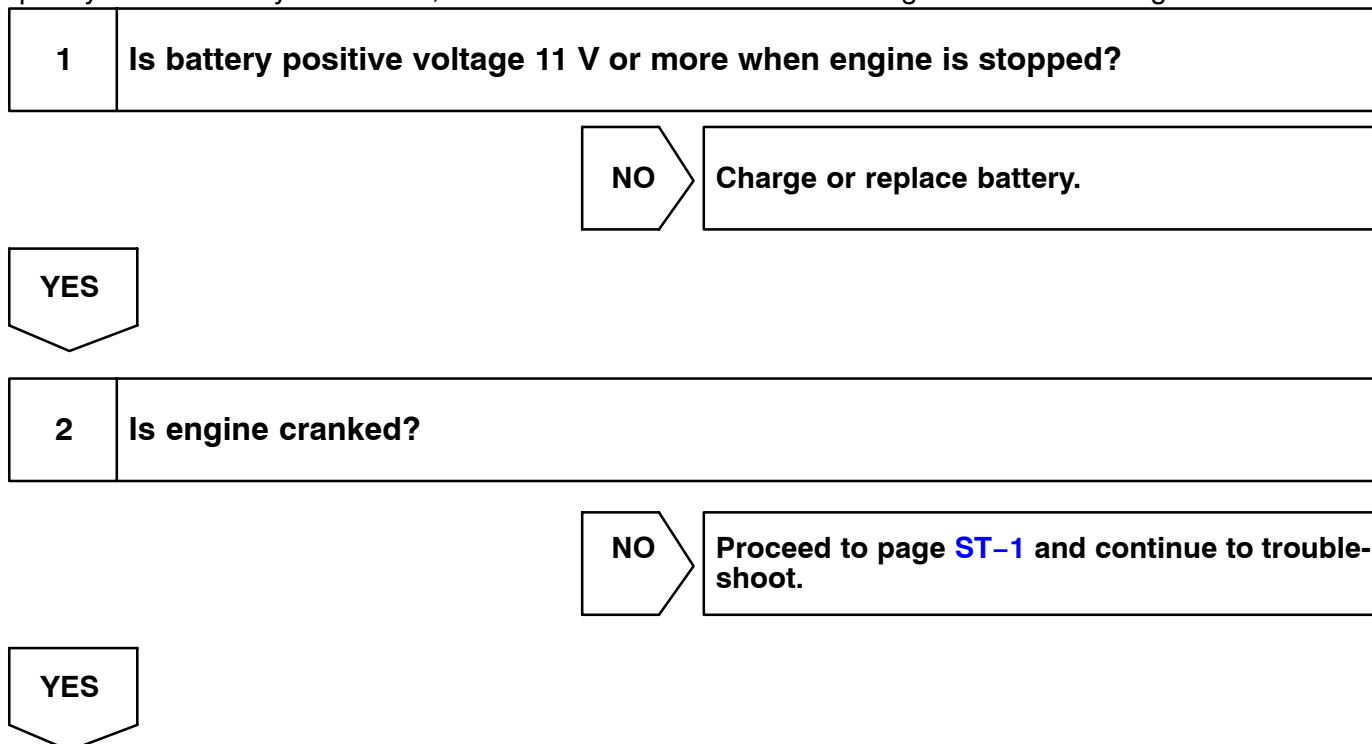 1 Is battery positive voltage 11 V or more when engine is stopped?
NO Charge or replace battery.
YES
2 Is engine cranked?
NO Proceed to page ST–1 and continue to trouble-
shoot.
YES